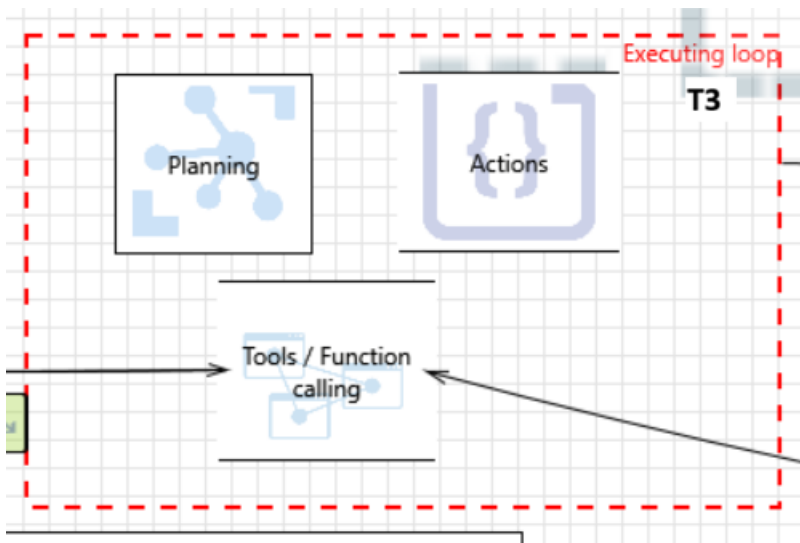 Executing loop
T3
Planning
Actions
Tools / Function
calling